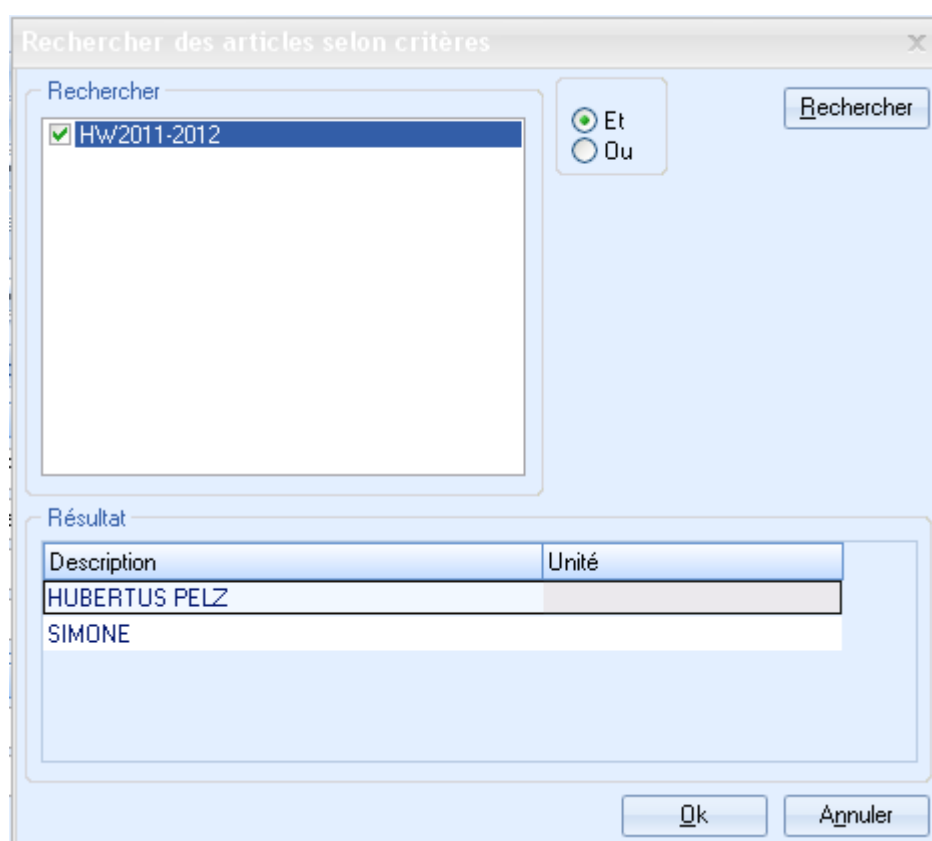 Rechercher des articles selon critères
Rechercher
HW2011-2012
Et
Ou
Rechercher
Résultat
Description Unité
HUBERTUS PELZ
SIMONE
Ok Annuler